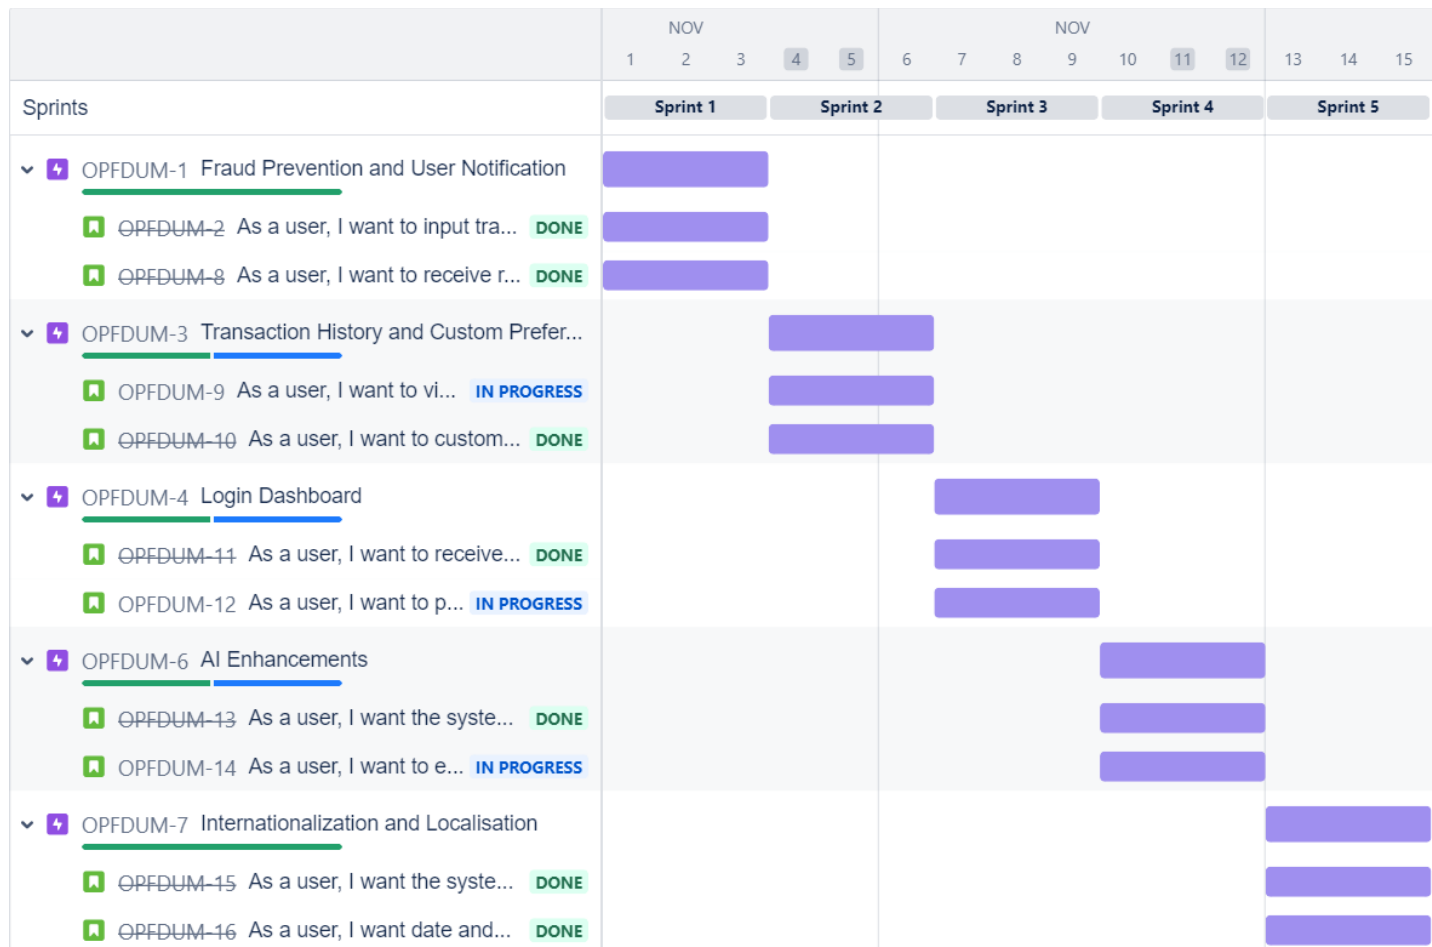 NOV NOV
1 2 3 4 5 6 7 8 9 10 11 12 13 14 15
Sprints Sprint 1 Sprint 2 Sprint 3 Sprint 4 Sprint 5
OPFDUM-1 Fraud Prevention and User Notification
OPFDUM-2 As a user, I want to input tra... DONE
OPFDUM-8 As a user, I want to receive r... DONE
OPFDUM-3 Transaction History and Custom Prefer...
OPFDUM-9 As a user, I want to vi... IN PROGRESS
OPFDUM-10 As a user, I want to custom... DONE
OPFDUM-4 Login Dashboard
OPFDUM-11 As a user, I want to receive... DONE
OPFDUM-12 As a user, I want to p... IN PROGRESS
OPFDUM-6 AI Enhancements
OPFDUM-13 As a user, I want the syste... DONE
OPFDUM-14 As a user, I want to e... IN PROGRESS
OPFDUM-7 Internationalization and Localisation
OPFDUM-15 As a user, I want the syste... DONE
OPFDUM-16 As a user, I want date and... DONE